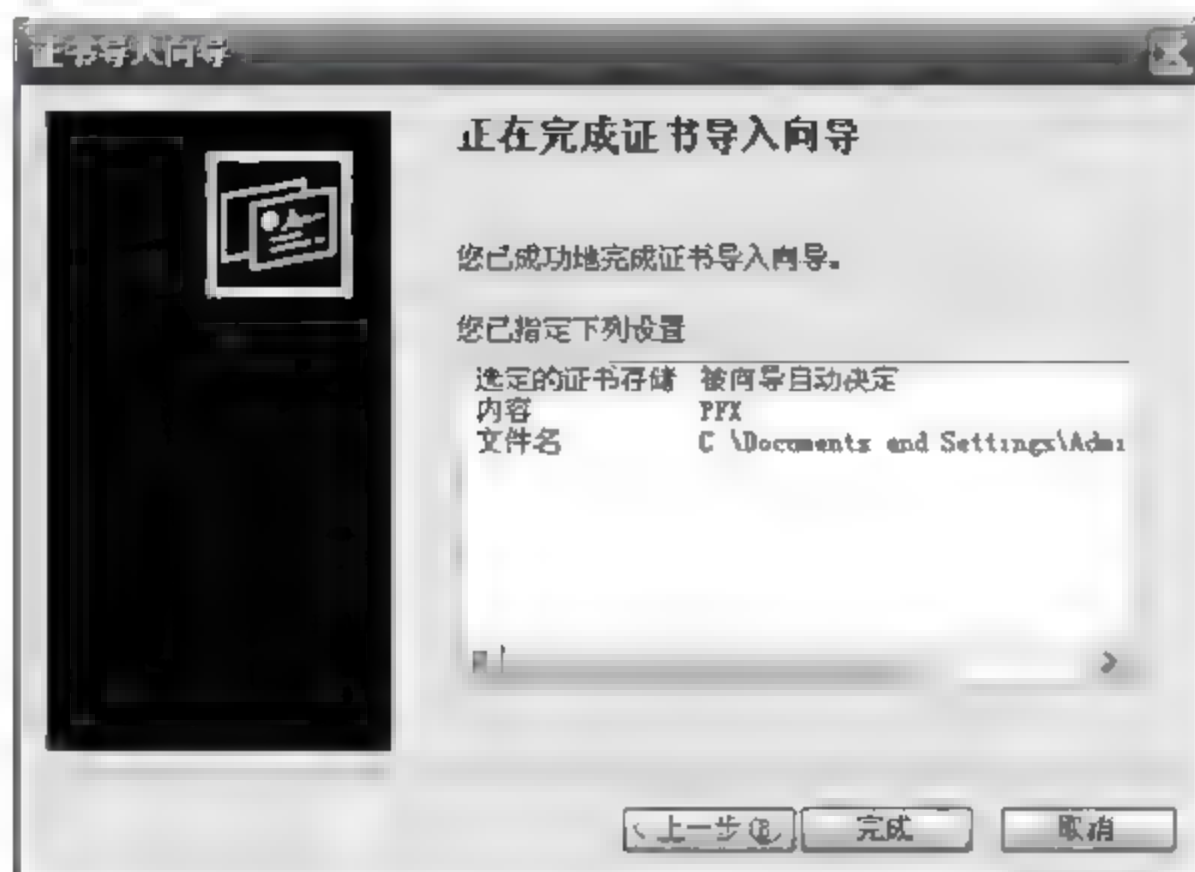 证书导入向导
正在完成证书导入向导
您已成功地完成证书导入向导。
您已指定下列设置
选定的证书存储 被向导自动决定
内容 PFX
文件名 C \Documents and Settings\Admi
< 上一步(B) 完成 取消